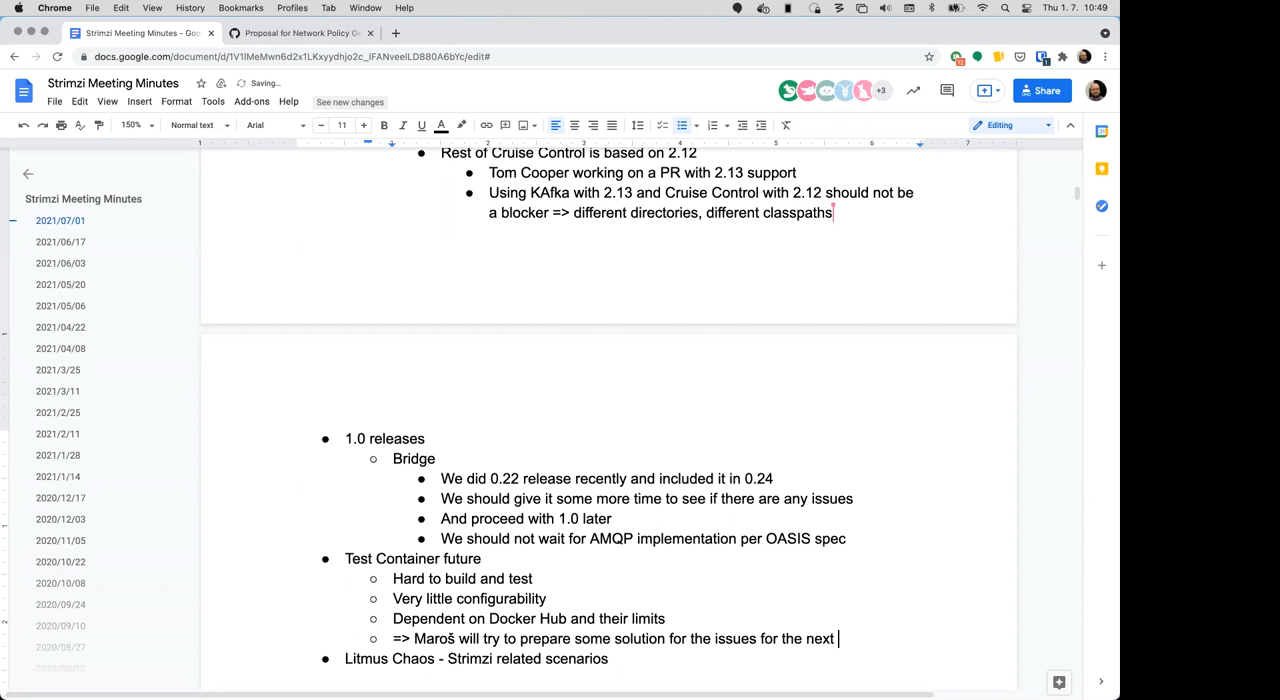 Chrome File Edit View History Bookmarks Profiles Tab Window Help Thu 1. 7. 10:49
Strimzi Meeting Minutes - Goo Proposal for Network Policy Ge
docs.google.com/document/d/1V1lMeMwn6d2x1LKxyydhjo2c_lFANveelLD880A6bYc/edit#
Strimzi Meeting Minutes Saving...
File Edit View Insert Format Tools Add-ons Help See new changes +3 Share
150% Normal text Arial 11 Editing
1 1 2 3 4 5 6 7
Rest of Cruise Control is based on 2.12
Tom Cooper working on a PR with 2.13 support
Using KAfka with 2.13 and Cruise Control with 2.12 should not be
a blocker => different directories, different classpaths
1.0 releases
Bridge
We did 0.22 release recently and included it in 0.24
We should give it some more time to see if there are any issues
And proceed with 1.0 later
We should not wait for AMQP implementation per OASIS spec
Test Container future
Hard to build and test
Very little configurability
Dependent on Docker Hub and their limits
=> Maroš will try to prepare some solution for the issues for the next
Litmus Chaos - Strimzi related scenarios
Strimzi Meeting Minutes
2021/07/01
2021/06/17
2021/06/03
2021/05/20
2021/05/06
2021/04/22
2021/04/08
2021/3/25
2021/3/11
2021/2/25
2021/2/11
2021/1/28
2021/1/14
2020/12/17
2020/12/03
2020/11/05
2020/10/22
2020/10/08
2020/09/24
2020/09/10
2020/08/27